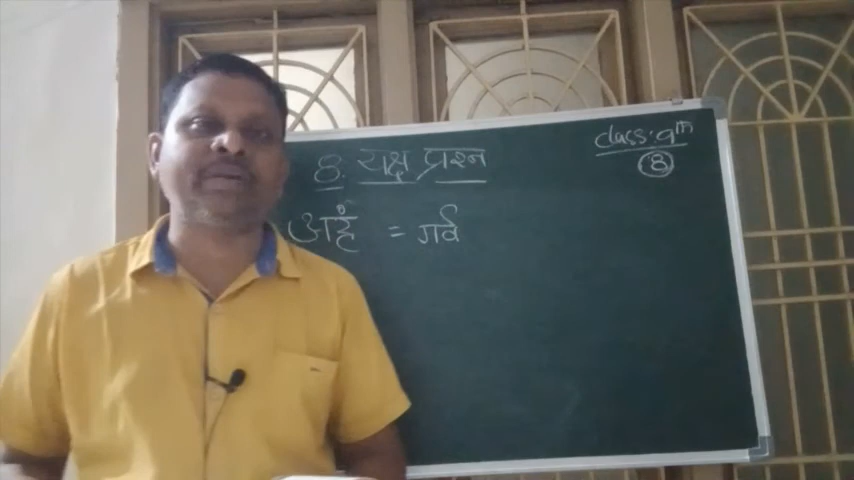 8. यक्ष प्रश्न
class: 9th
8
अहं = गर्व